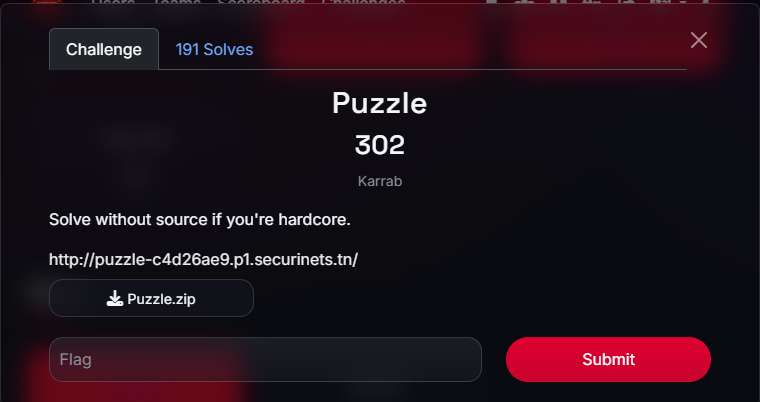 Users Teams Scoreboard Challenges
Challenge
191 Solves
Puzzle
302
Karrab
Solve without source if you're hardcore.
http://puzzle-c4d26ae9.p1.securinets.tn/
Puzzle.zip
Flag
Submit